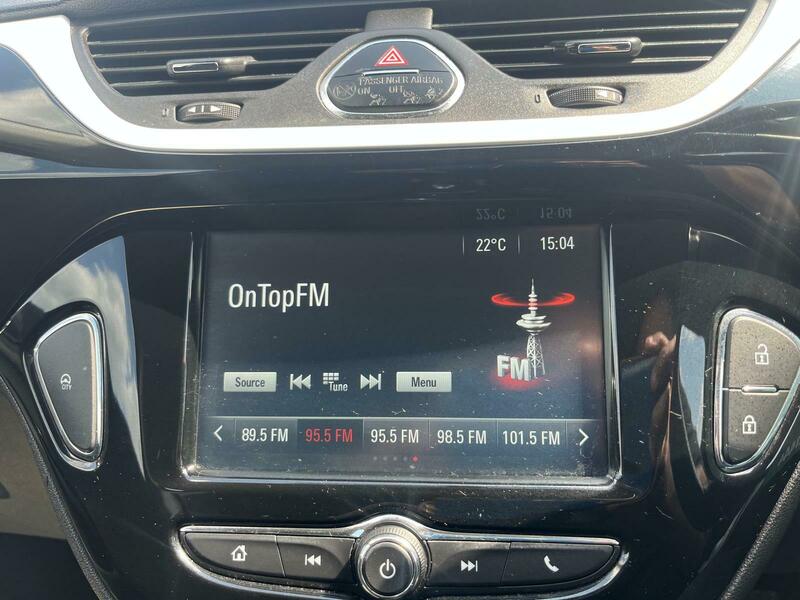 PASSENGER AIRBAG
ON OFF
22°C 15:04
OnTopFM
FM
Source Tune Menu
89.5 FM 95.5 FM 95.5 FM 98.5 FM 101.5 FM
CITY